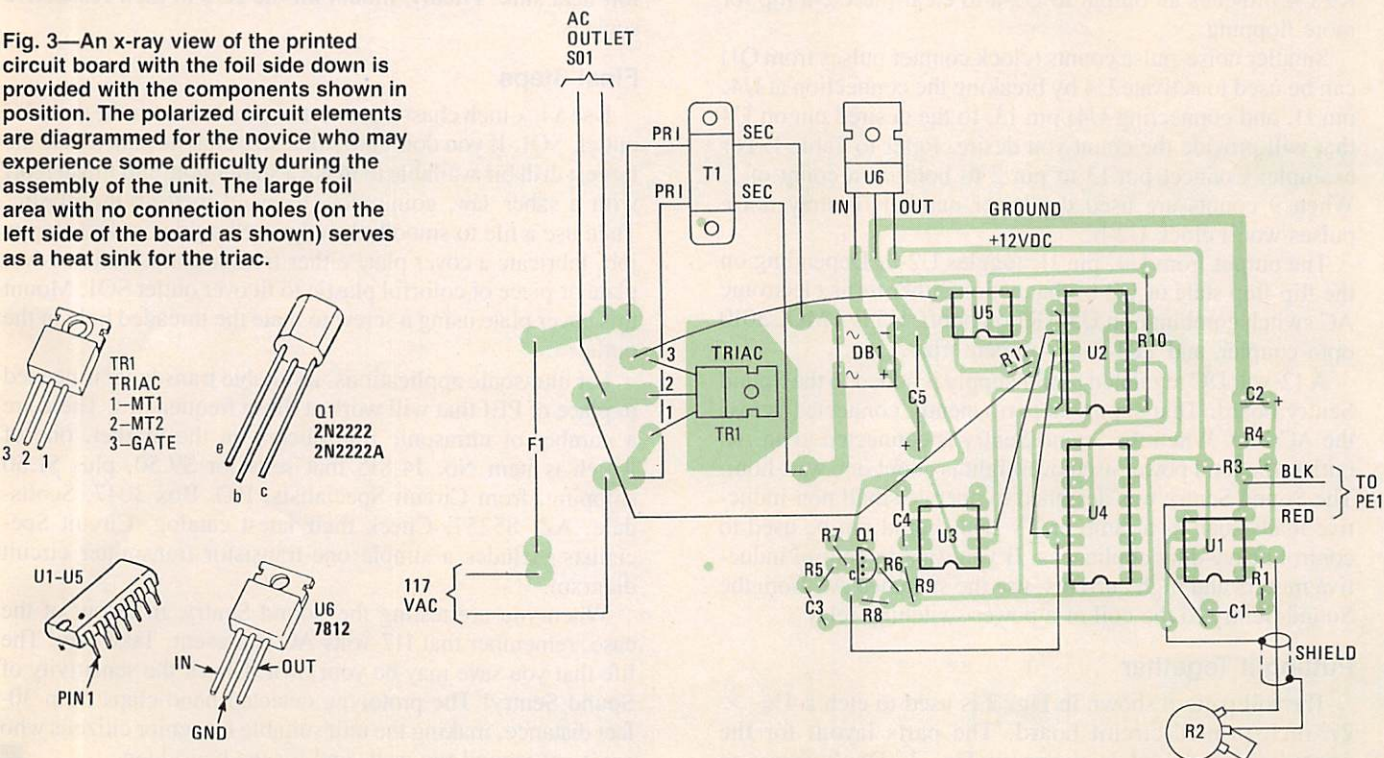 Fig. 3—An x-ray view of the printed
circuit board with the foil side down is
provided with the components shown in
position. The polarized circuit elements
are diagrammed for the novice who may
experience some difficulty during the
assembly of the unit. The large foil
area with no connection holes (on the
left side of the board as shown) serves
as a heat sink for the triac.
TR1
TRIAC
1–MT1
2–MT2
3–GATE
3 2 1
Q1
2N2222
2N2222A
e
b
c
U1-U5
PIN 1
U6
7812
IN
OUT
GND
AC
OUTLET
S01
PRI
SEC
T1
PRI
SEC
U6
IN
OUT
GROUND
+12VDC
F1
117
VAC
3
2
1
TRIAC
TR1
DB1
~
~
+
C5
U5
R11
U2
R10
C2
+
R4
R3
BLK
RED
TO
PE1
C4
U3
U4
U1
R1
C1
R7
Q1
R5
C
R6
C3
R8
R9
SHIELD
R2